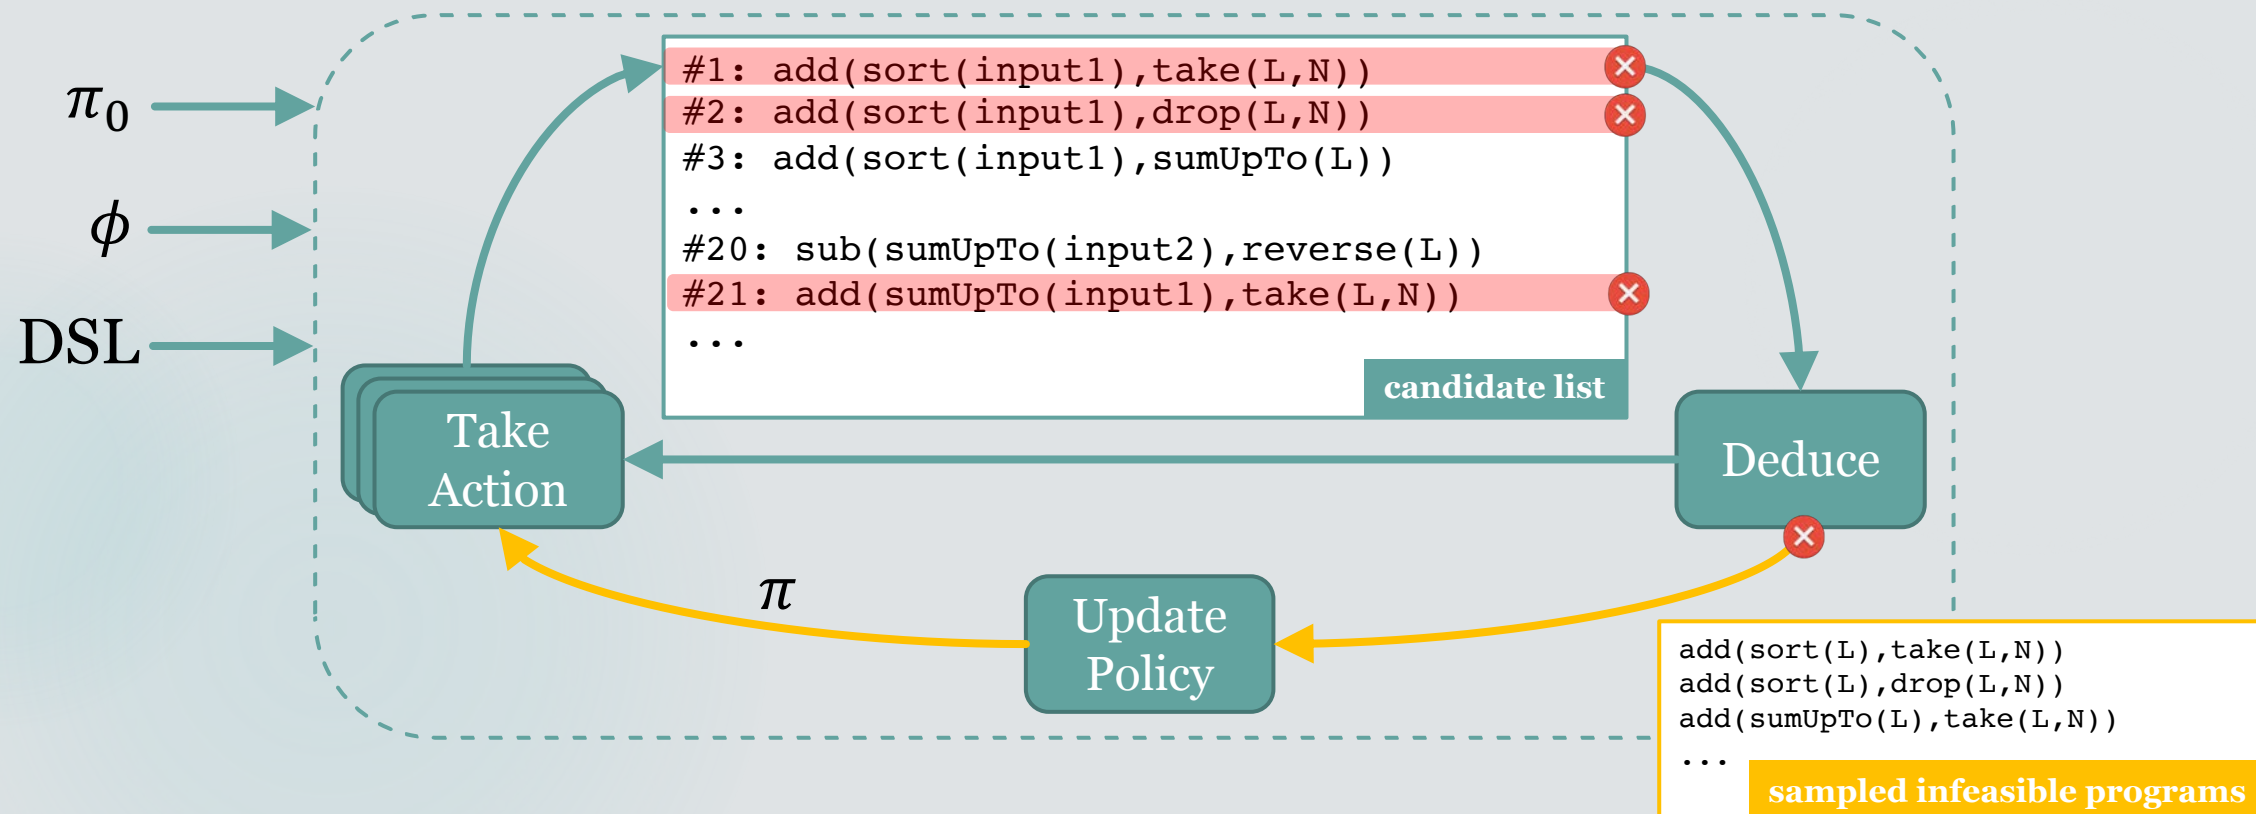 π₀
ϕ
DSL
#1: add(sort(input1),take(L,N))
#2: add(sort(input1),drop(L,N))
#3: add(sort(input1),sumUpTo(L))
...
#20: sub(sumUpTo(input2),reverse(L))
#21: add(sumUpTo(input1),take(L,N))
...
candidate list
Take
Action
Deduce
π
Update
Policy
add(sort(L),take(L,N))
add(sort(L),drop(L,N))
add(sumUpTo(L),take(L,N))
...
sampled infeasible programs